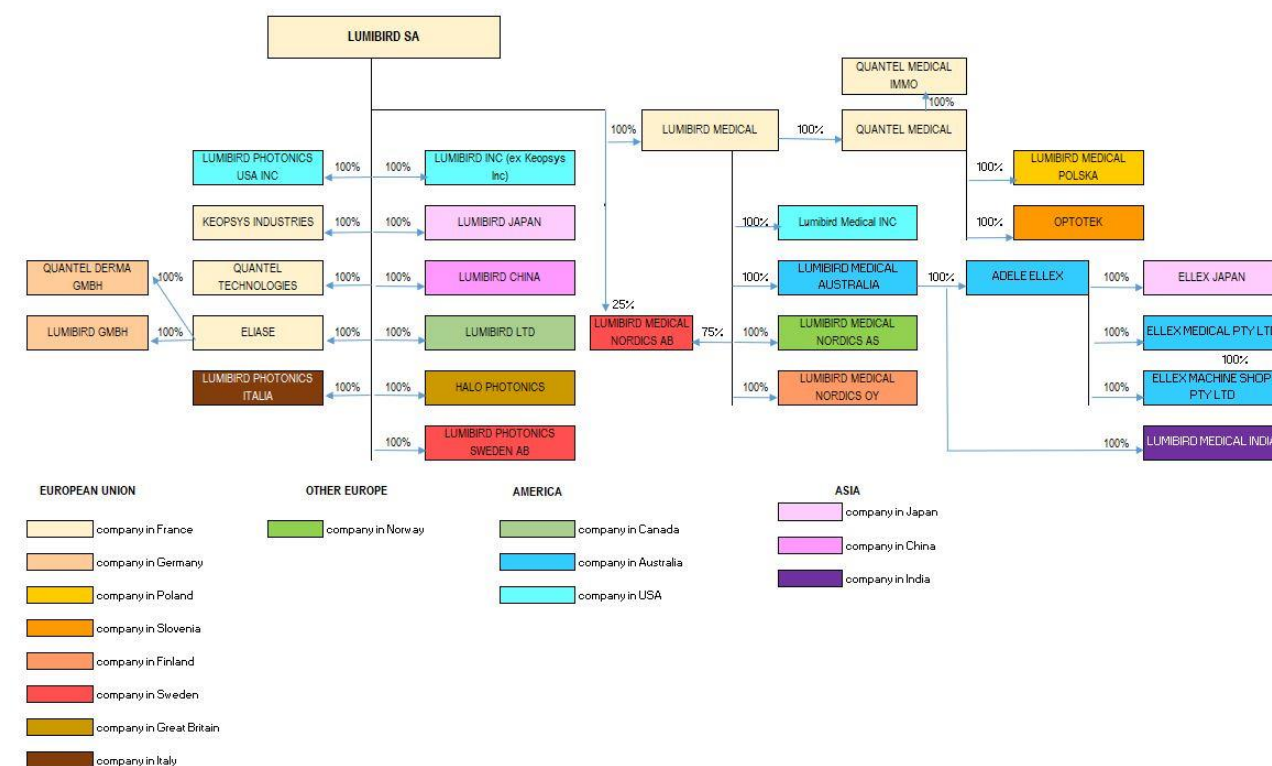 LUMIBIRD SA
QUANTEL MEDICAL
IMMO
100%
100%
LUMIBIRD MEDICAL
100%
QUANTEL MEDICAL
LUMIBIRD PHOTONICS
USA INC
100%
100%
LUMIBIRD INC (ex Keopsys
Inc)
100%
LUMIBIRD MEDICAL
POLSKA
KEOPSYS INDUSTRIES
100%
100%
LUMIBIRD JAPAN
100%
Lumibird Medical INC
100%
OPTOTEK
QUANTEL DERMA
GMBH
100%
QUANTEL
TECHNOLOGIES
100%
100%
LUMIBIRD CHINA
100%
LUMIBIRD MEDICAL
AUSTRALIA
100%
ADELE ELLEX
100%
ELLEX JAPAN
25%
LUMIBIRD GMBH
100%
ELIASE
100%
100%
LUMIBIRD LTD
LUMIBIRD MEDICAL
NORDICS AB
75%
100%
LUMIBIRD MEDICAL
NORDICS AS
100%
ELLEX MEDICAL PTY LT
100%
LUMIBIRD PHOTONICS
ITALIA
100%
100%
HALO PHOTONICS
100%
LUMIBIRD MEDICAL
NORDICS OY
100%
ELLEX MACHINE SHOP
PTY LTD
100%
LUMIBIRD PHOTONICS
SWEDEN AB
100%
LUMIBIRD MEDICAL INDIA
EUROPEAN UNION
OTHER EUROPE
AMERICA
ASIA
company in France
company in Norway
company in Canada
company in Japan
company in Germany
company in Australia
company in China
company in Poland
company in USA
company in India
company in Slovenia
company in Finland
company in Sweden
company in Great Britain
company in Italy